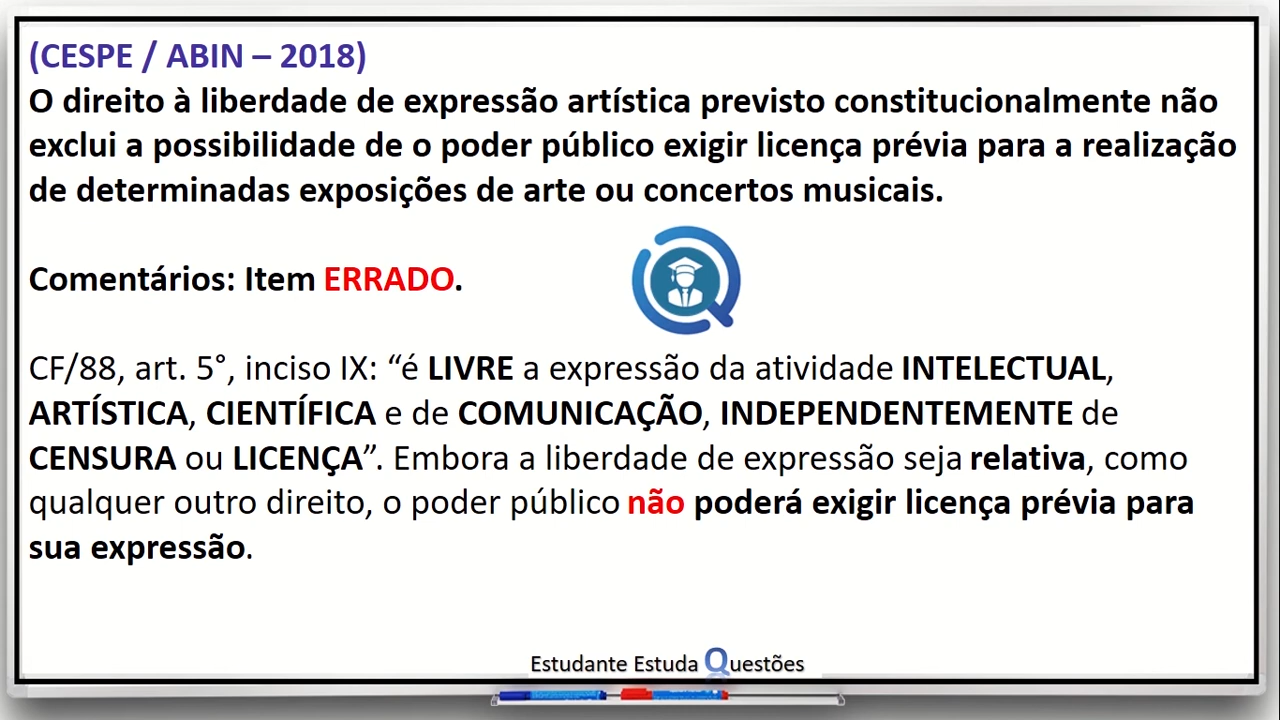 (CESPE / ABIN – 2018)
O direito à liberdade de expressão artística previsto constitucionalmente não
exclui a possibilidade de o poder público exigir licença prévia para a realização
de determinadas exposições de arte ou concertos musicais.
Comentários: Item ERRADO.
CF/88, art. 5°, inciso IX: “é LIVRE a expressão da atividade INTELECTUAL,
ARTÍSTICA, CIENTÍFICA e de COMUNICAÇÃO, INDEPENDENTEMENTE de
CENSURA ou LICENÇA”. Embora a liberdade de expressão seja relativa, como
qualquer outro direito, o poder público não poderá exigir licença prévia para
sua expressão.
Estudante Estuda Questões